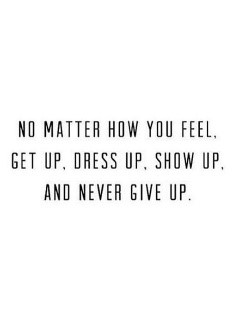 NO MATTER HOW YOU FEEL,
GET UP, DRESS UP, SHOW UP,
AND NEVER GIVE UP.